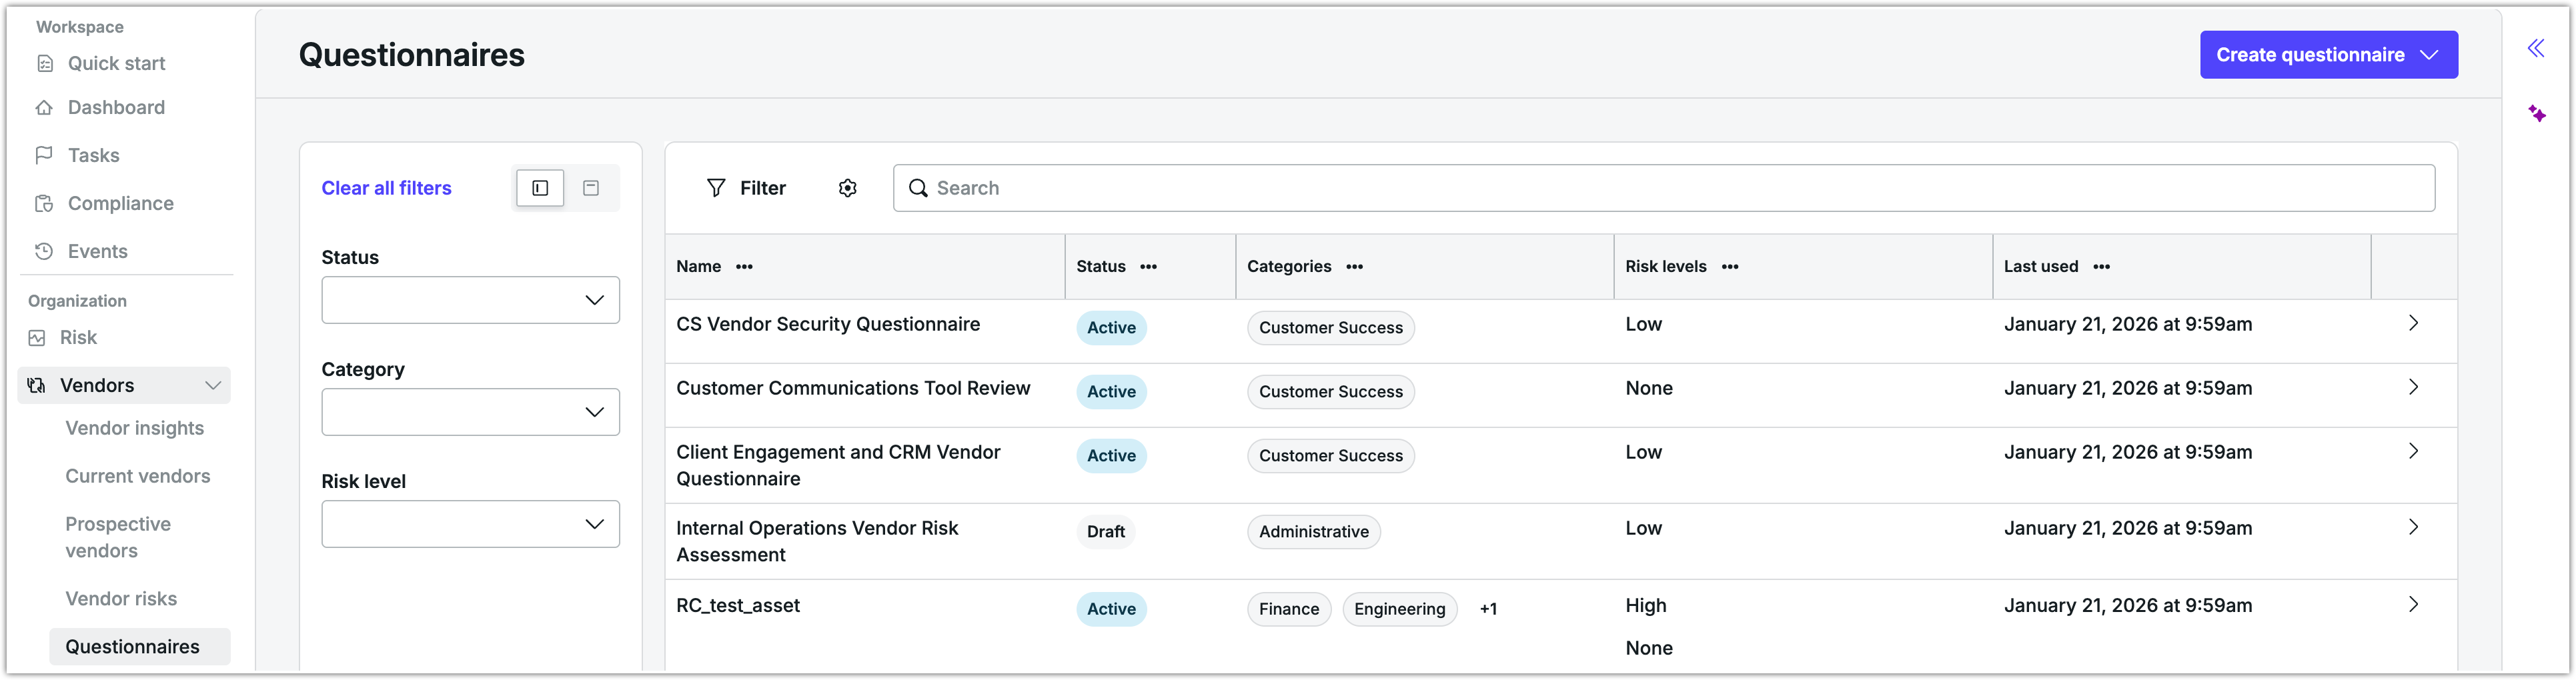 Workspace
Quick start
Dashboard
Tasks
Compliance
Events
Organization
Risk
Vendors
Vendor insights
Current vendors
Prospective
vendors
Vendor risks
Questionnaires
Questionnaires
Create questionnaire
Clear all filters
Status
Category
Risk level
Filter
Search
Name ••• Status ••• Categories ••• Risk levels ••• Last used •••
CS Vendor Security Questionnaire Active Customer Success Low January 21, 2026 at 9:59am
Customer Communications Tool Review Active Customer Success None January 21, 2026 at 9:59am
Client Engagement and CRM Vendor Active Customer Success Low January 21, 2026 at 9:59am
Questionnaire
Internal Operations Vendor Risk Draft Administrative Low January 21, 2026 at 9:59am
Assessment
RC_test_asset Active Finance Engineering +1 High January 21, 2026 at 9:59am
None